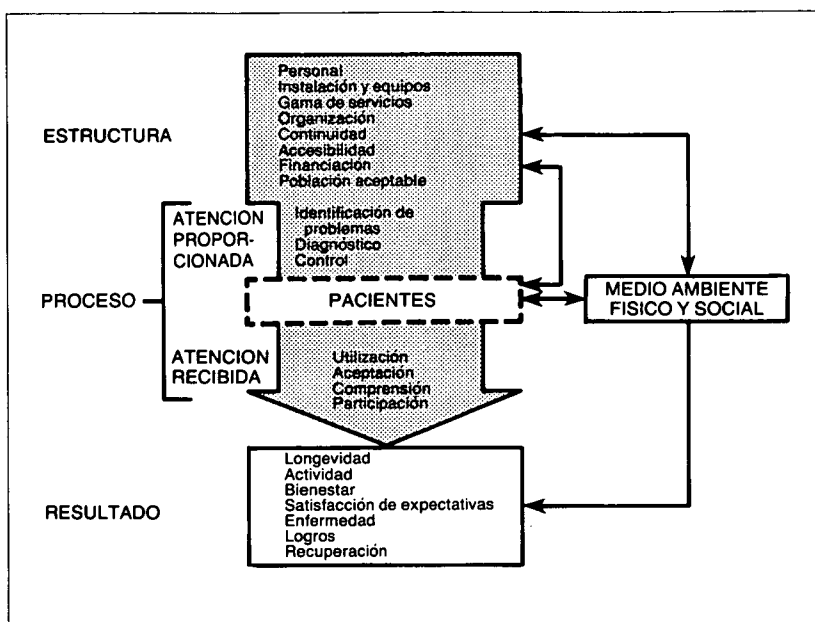 Personal
Instalación y equipos
Gama de servicios
Organización
ESTRUCTURA
Continuidad
Accesibilidad
Financiación
Población aceptable
ATENCION
PROPOR-
CIONADA
Identificación de
problemas
Diagnóstico
Control
PROCESO
PACIENTES
MEDIO AMBIENTE
FISICO Y SOCIAL
ATENCION
RECIBIDA
Utilización
Aceptación
Comprensión
Participación
RESULTADO
Longevidad
Actividad
Bienestar
Satisfacción de expectativas
Enfermedad
Logros
Recuperación